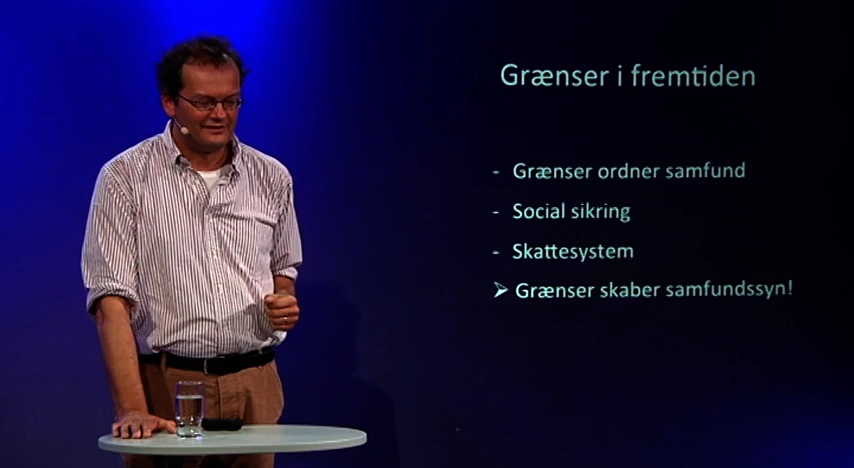 Grænser i fremtiden
- Grænser ordner samfund
- Social sikring
- Skattesystem
➢ Grænser skaber samfundssyn!